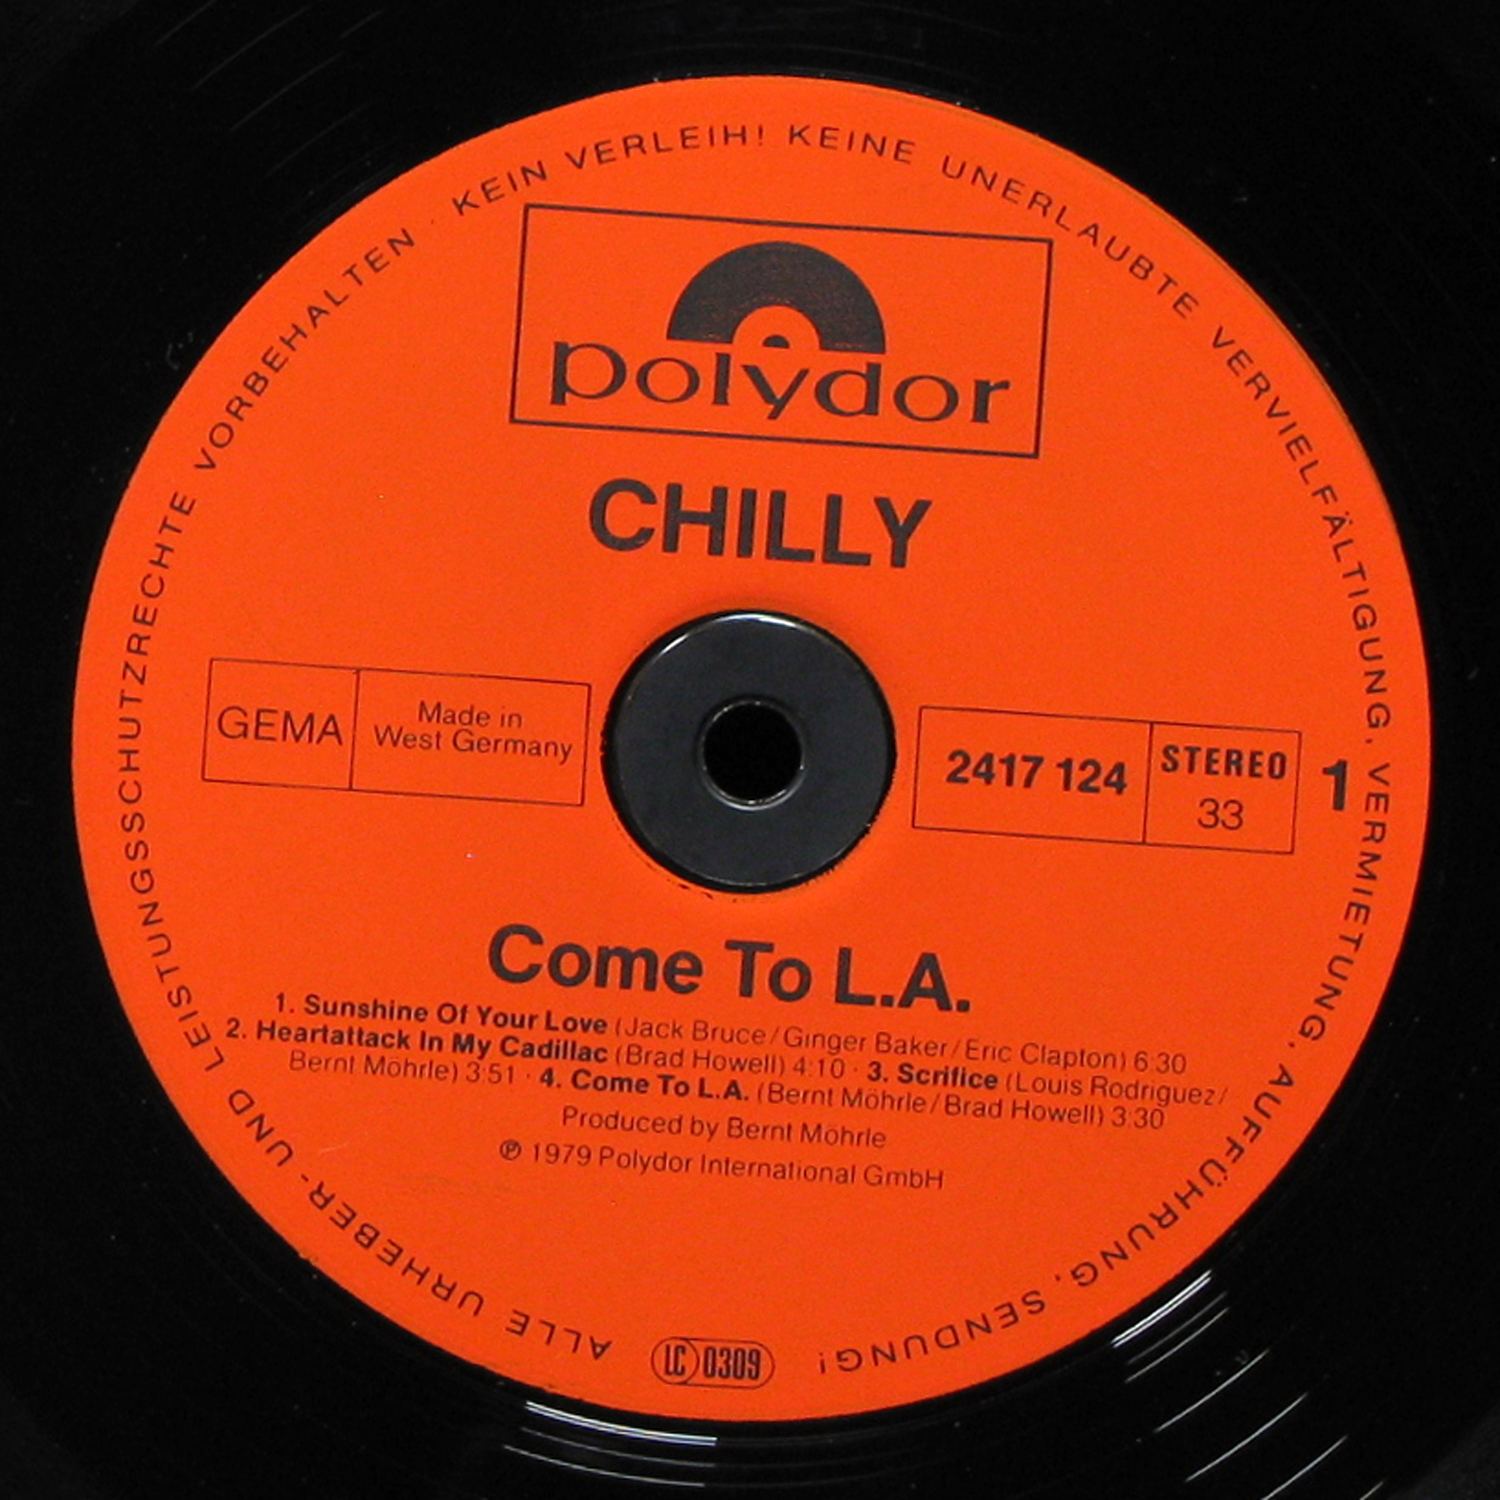 ALLE URHEBER- UND LEISTUNGSSCHUTZRECHTE VORBEHALTEN · KEIN VERLEIH! KEINE UNERLAUBTE VERVIELFÄLTIGUNG, VERMIETUNG, AUFFÜHRUNG, SENDUNG!
polydor
CHILLY
GEMA
Made in
West Germany
2417 124
STEREO
33
1
Come To L.A.
1. Sunshine Of Your Love (Jack Bruce/Ginger Baker/Eric Clapton) 6:30
2. Heartattack In My Cadillac (Brad Howell) 4:10 · 3. Scrifice (Louis Rodriguez/
Bernt Möhrle) 3:51 · 4. Come To L.A. (Bernt Möhrle/Brad Howell) 3:30
Produced by Bernt Möhrle
℗ 1979 Polydor International GmbH
LC 0309